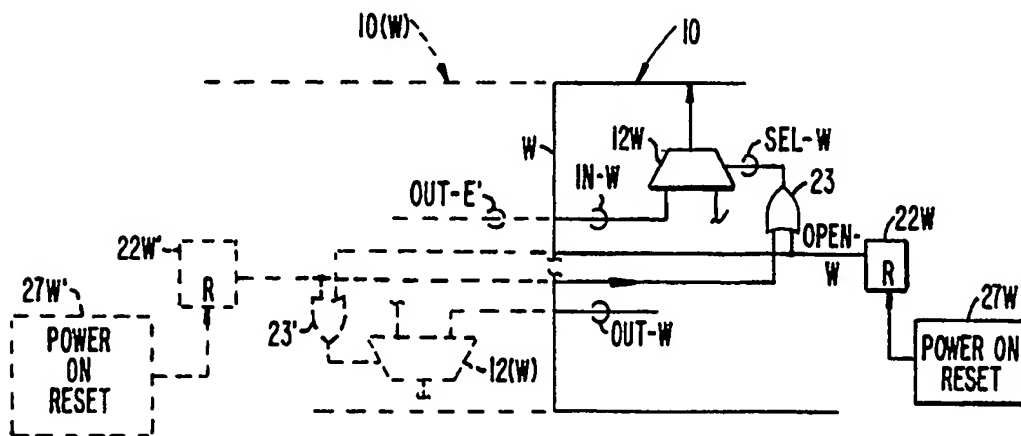 10(W)
10
12W
SEL-W
W
23
IN-W
OUT-E'
22W
OPEN-
W
R
22W'
R
27W'
27W
23'
OUT-W
12(W)
POWER
ON
RESET
POWER ON
RESET